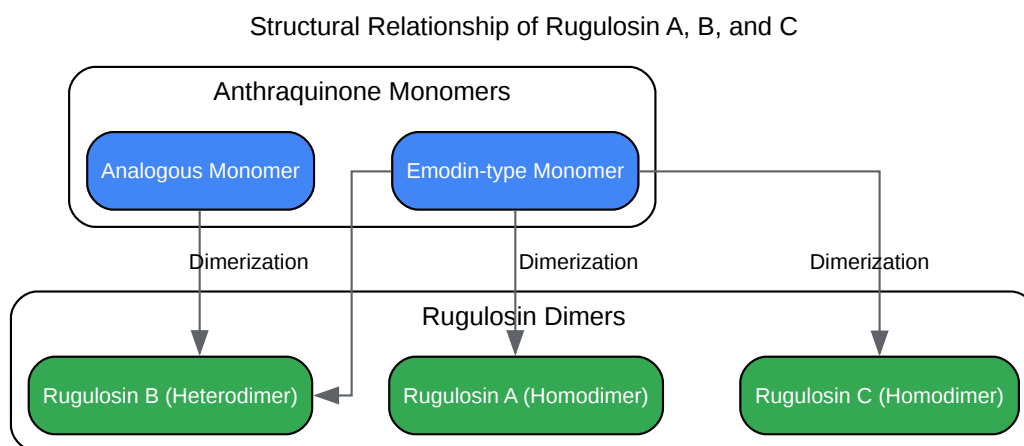 Structural Relationship of Rugulosin A, B, and C
Anthraquinone Monomers
Analogous Monomer
Emodin-type Monomer
Dimerization
Dimerization
Dimerization
Rugulosin Dimers
Rugulosin B (Heterodimer)
Rugulosin A (Homodimer)
Rugulosin C (Homodimer)